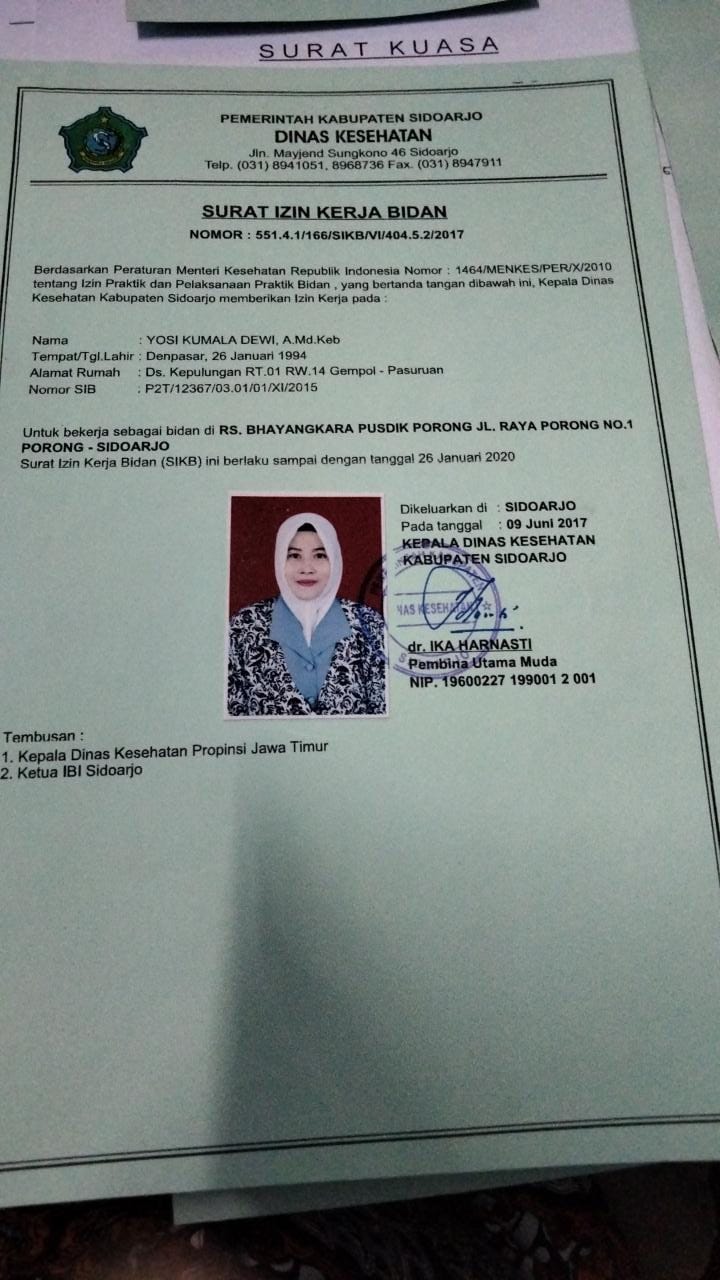 SURAT KUASA
PEMERINTAH KABUPATEN SIDOARJO
DINAS KESEHATAN
Jln. Mayjend Sungkono 46 Sidoarjo
Telp. (031) 8941051, 8968736 Fax. (031) 8947911
SURAT IZIN KERJA BIDAN
NOMOR : 551.4.1/166/SIKB/VI/404.5.2/2017
Berdasarkan Peraturan Menteri Kesehatan Republik Indonesia Nomor : 1464/MENKES/PER/X/2010
tentang Izin Praktik dan Pelaksanaan Praktik Bidan , yang bertanda tangan dibawah ini, Kepala Dinas
Kesehatan Kabupaten Sidoarjo memberikan Izin Kerja pada :
Nama : YOSI KUMALA DEWI, A.Md.Keb
Tempat/Tgl.Lahir : Denpasar, 26 Januari 1994
Alamat Rumah : Ds. Kepulungan RT.01 RW.14 Gempol - Pasuruan
Nomor SIB : P2T/12367/03.01/01/XI/2015
Untuk bekerja sebagai bidan di RS. BHAYANGKARA PUSDIK PORONG JL. RAYA PORONG NO.1
PORONG - SIDOARJO
Surat Izin Kerja Bidan (SIKB) ini berlaku sampai dengan tanggal 26 Januari 2020
Dikeluarkan di : SIDOARJO
Pada tanggal : 09 Juni 2017
KEPALA DINAS KESEHATAN
KABUPATEN SIDOARJO
DINAS KESEHATAN
dr. IKA HARNASTI
Pembina Utama Muda
NIP. 19600227 199001 2 001
Tembusan :
1. Kepala Dinas Kesehatan Propinsi Jawa Timur
2. Ketua IBI Sidoarjo